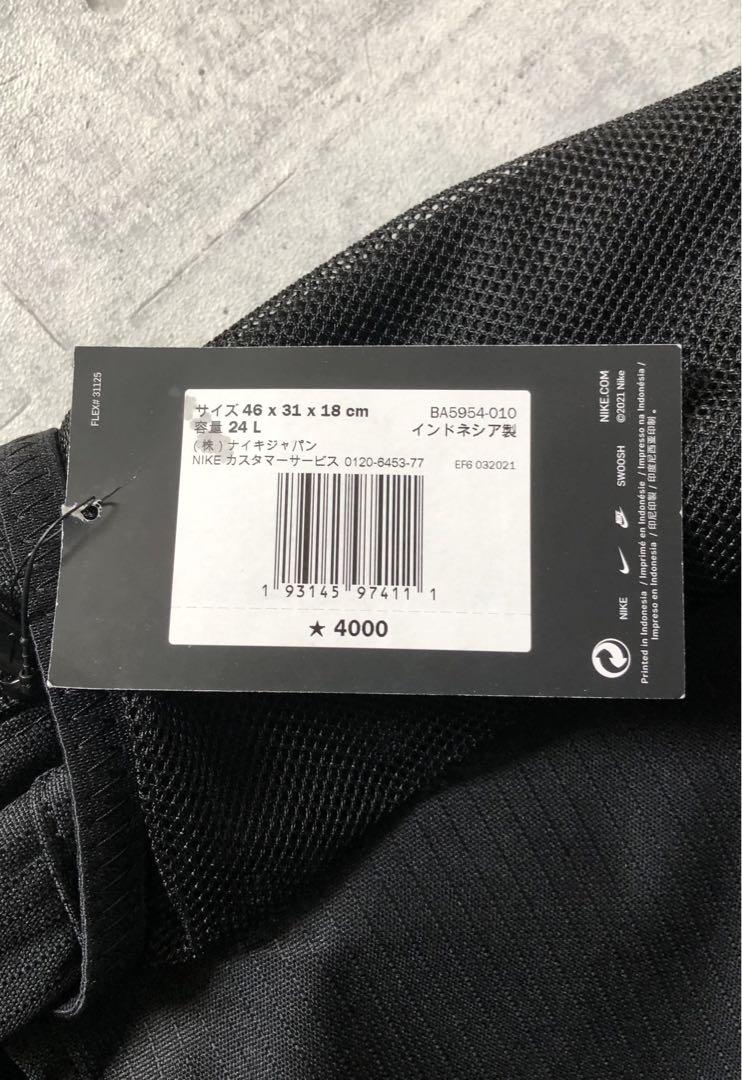 FLEX# 31125
サイズ 46 x 31 x 18 cm
BA5954-010
容量 24 L
インドネシア製
(株)ナイキジャパン
NIKE カスタマーサービス 0120-6453-77
EF6 032021
1 93145 97411 1
★ 4000
NIKE.COM
©2021 Nike
NIKE SWOOSH
Printed in Indonesia / Imprimé en Indonésie / Impresso na Indonésia /
Impreso en Indonesia / 印尼印製 / 印度尼西亚印制。